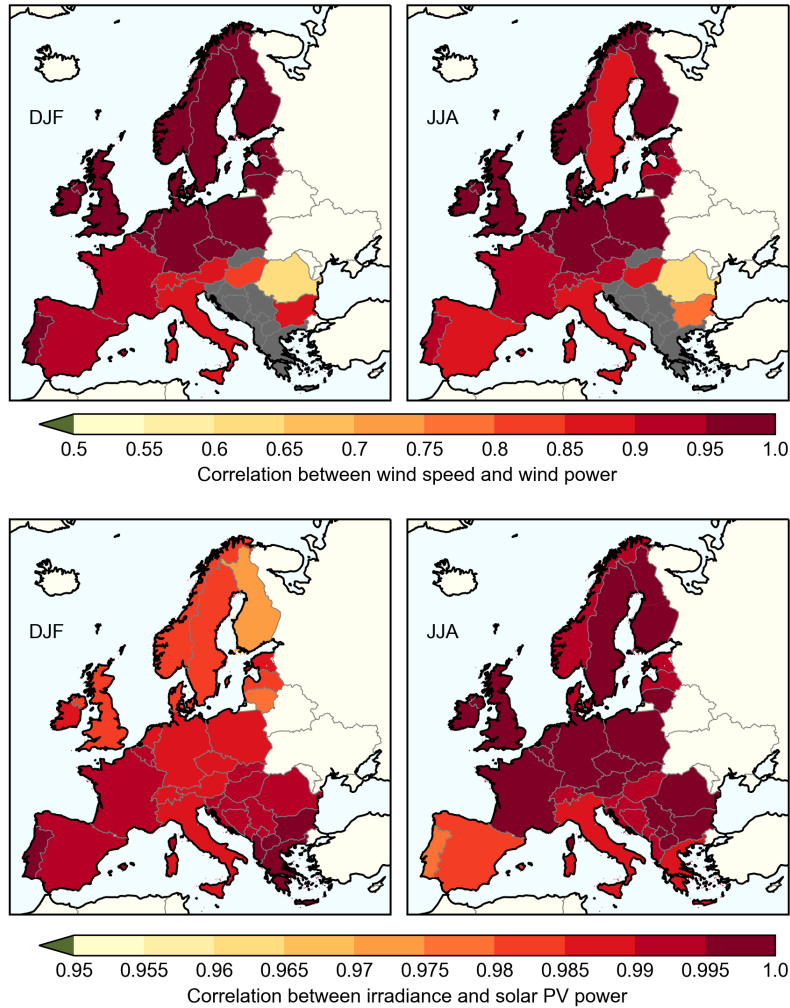 DJF
JJA
0.5 0.55 0.6 0.65 0.7 0.75 0.8 0.85 0.9 0.95 1.0
Correlation between wind speed and wind power
DJF
JJA
0.95 0.955 0.96 0.965 0.97 0.975 0.98 0.985 0.99 0.995 1.0
Correlation between irradiance and solar PV power